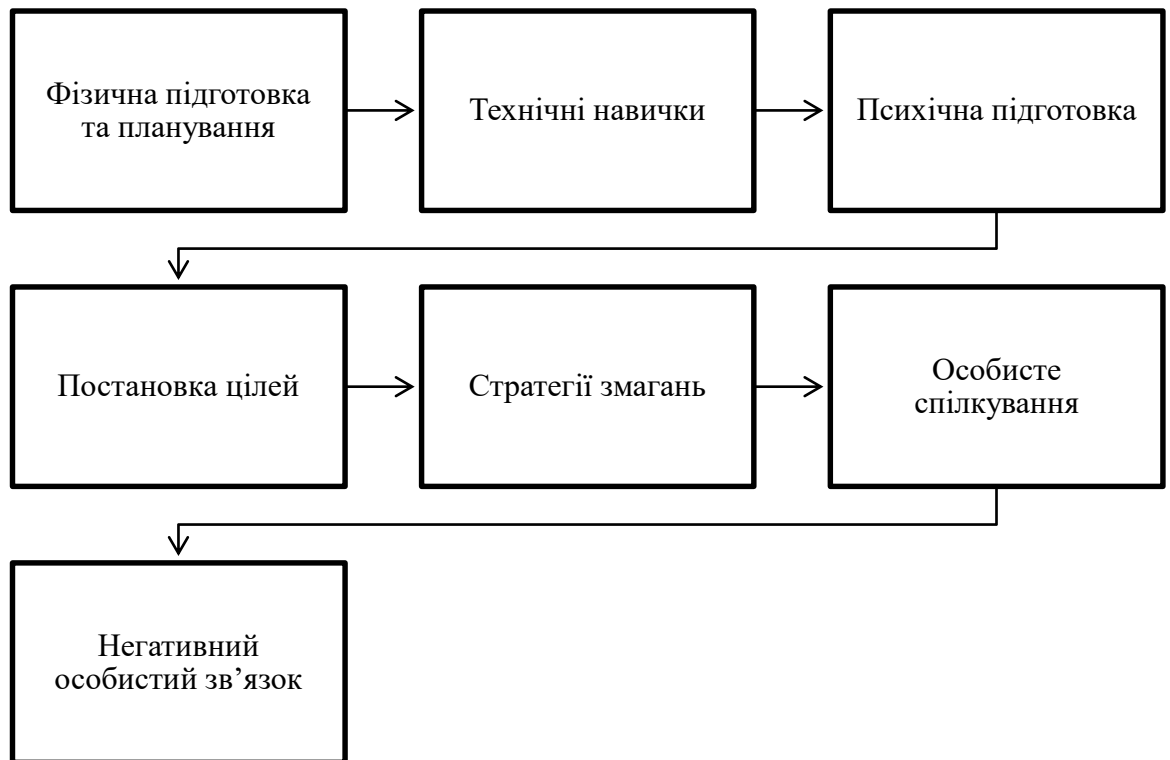 Фізична підготовка
та планування
Технічні навички
Психічна підготовка
Постановка цілей
Стратегії змагань
Особисте
спілкування
Негативний
особистий зв’язок